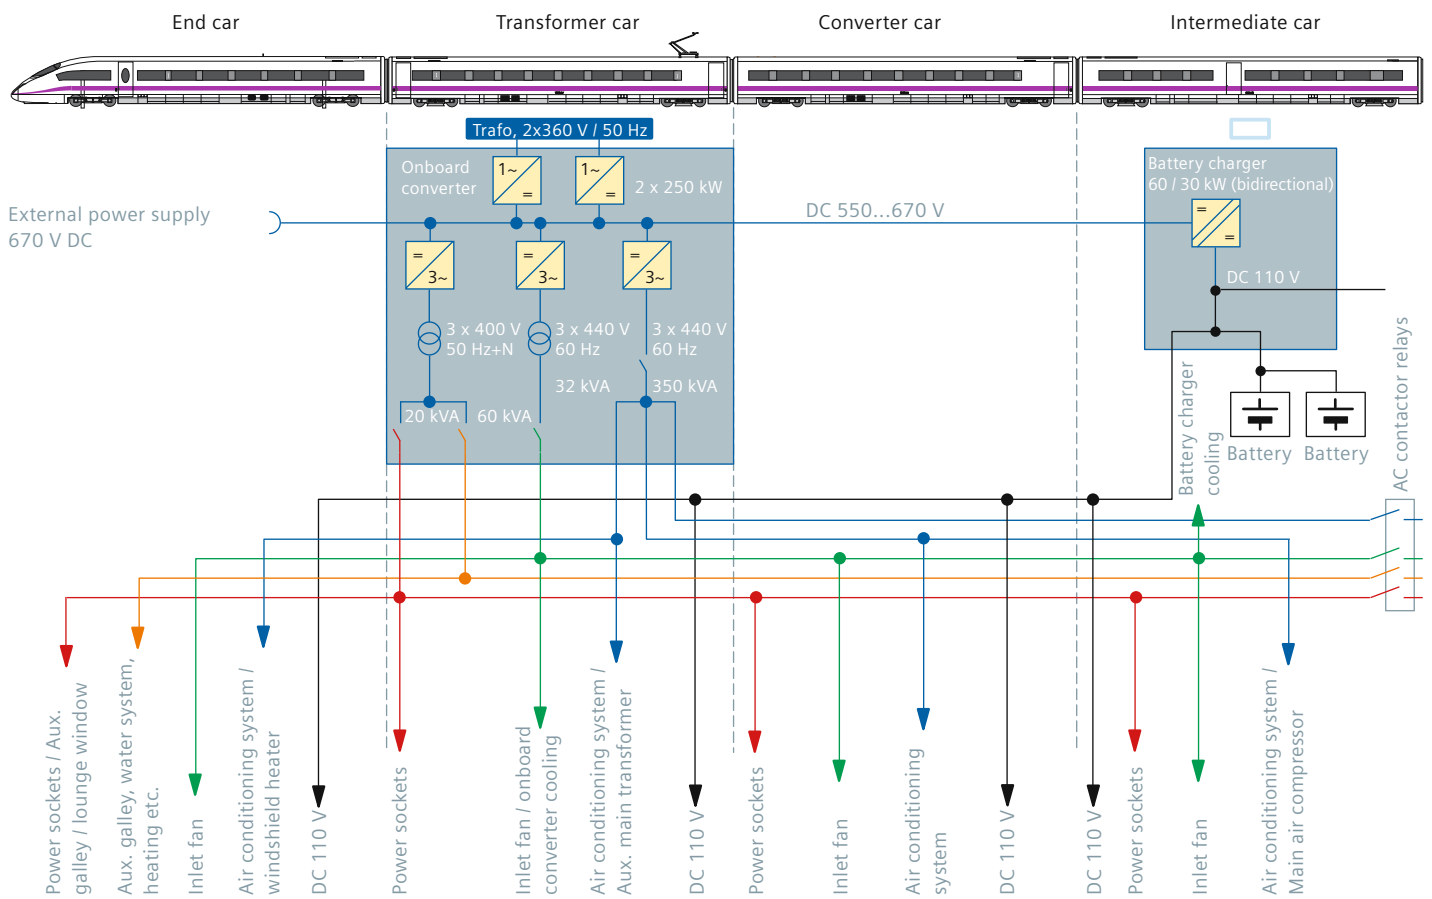 End car
Transformer car
Converter car
Intermediate car
Trafo, 2x360 V / 50 Hz
Onboard
converter
1~
=
1~
=
2 x 250 kW
Battery charger
60 / 30 kW (bidirectional)
External power supply
670 V DC
DC 550...670 V
=
=
=
3~
=
3~
=
3~
DC 110 V
3 x 400 V
50 Hz+N
3 x 440 V
60 Hz
3 x 440 V
60 Hz
32 kVA
350 kVA
20 kVA
60 kVA
Battery charger
cooling
Battery
Battery
AC contactor relays
Power sockets / Aux.
galley / lounge window
Aux. galley, water system,
heating etc.
Inlet fan
Air conditioning system /
windshield heater
DC 110 V
Power sockets
Inlet fan / onboard
converter cooling
Air conditioning system /
Aux. main transformer
DC 110 V
Power sockets
Inlet fan
Air conditioning
system
DC 110 V
DC 110 V
Power sockets
Inlet fan
Air conditioning system /
Main air compressor